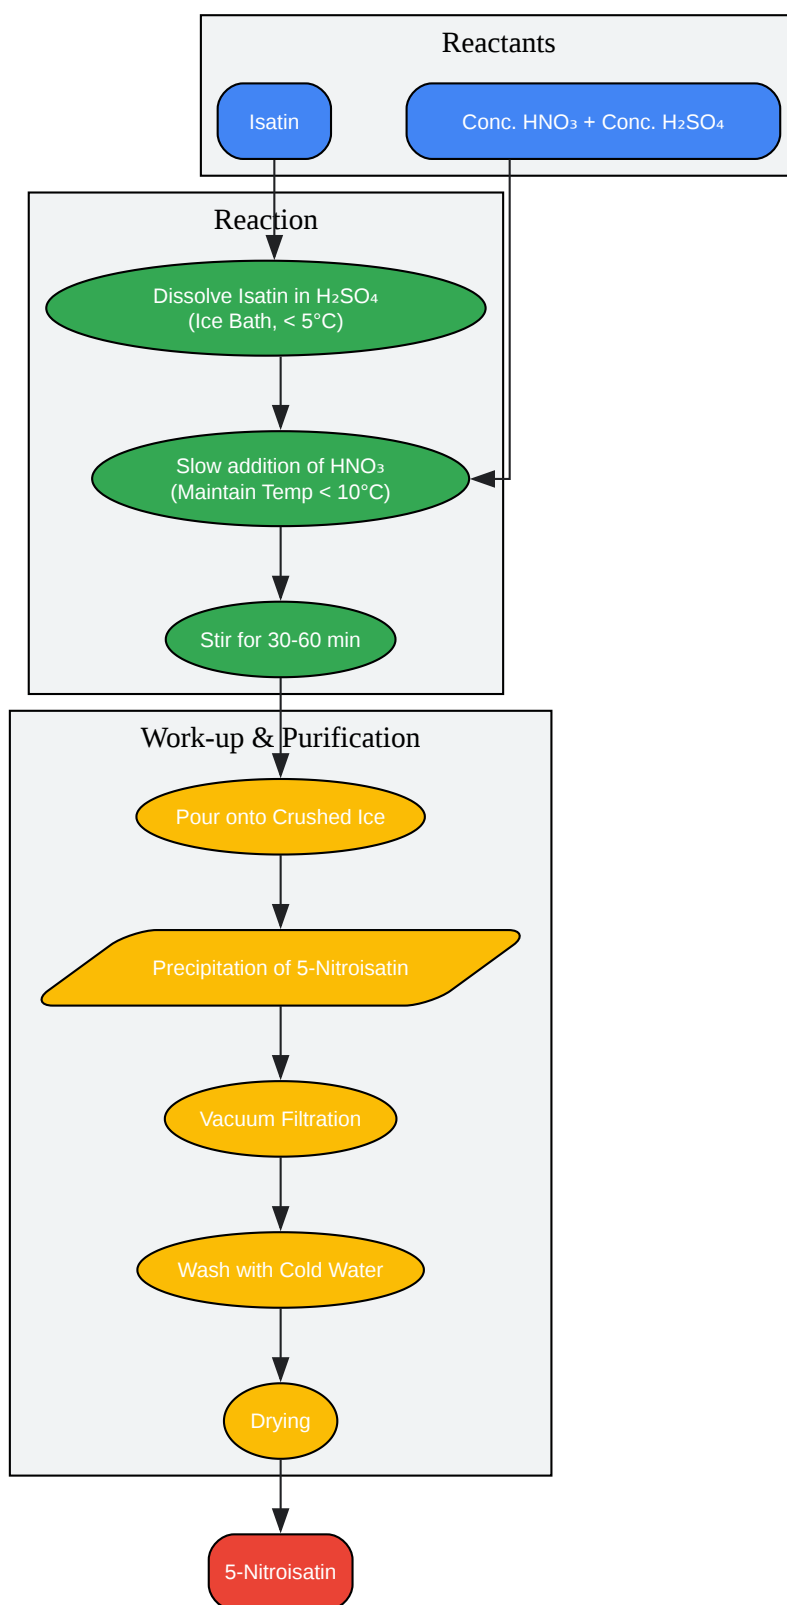 Reactants
Isatin
Conc. HNO₃ + Conc. H₂SO₄
Reaction
Dissolve Isatin in H₂SO₄
(Ice Bath, < 5°C)
Slow addition of HNO₃
(Maintain Temp < 10°C)
Stir for 30-60 min
Work-up & Purification
Pour onto Crushed Ice
Precipitation of 5-Nitroisatin
Vacuum Filtration
Wash with Cold Water
Drying
5-Nitroisatin